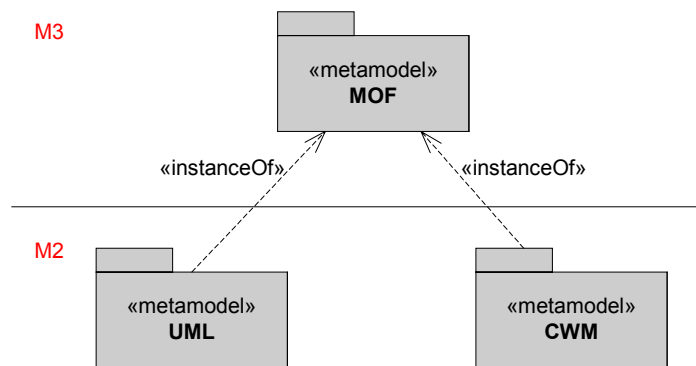 M3
«metamodel»
MOF
«instanceOf»
«instanceOf»
M2
«metamodel»
UML
«metamodel»
CWM